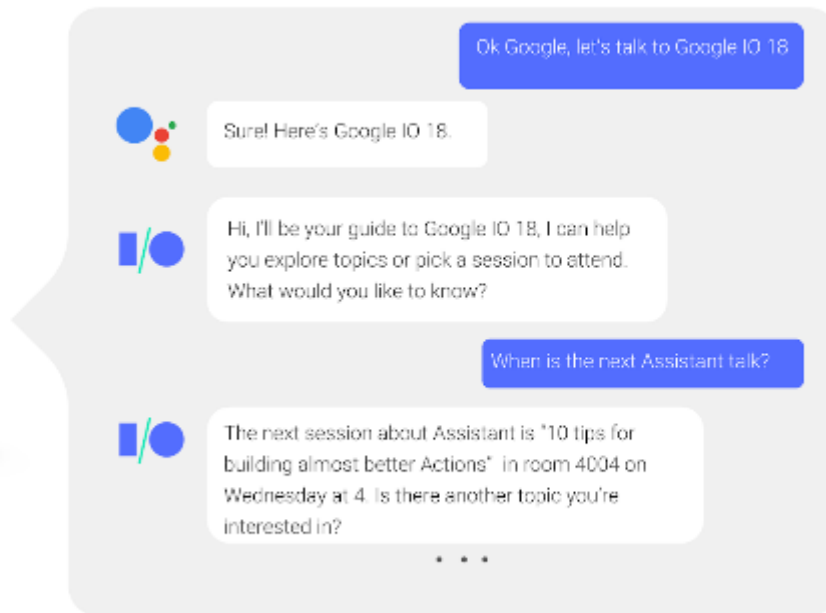 Ok Google, let's talk to Google IO 18
Sure! Here's Google IO 18.
Hi, I'll be your guide to Google IO 18, I can help
you explore topics or pick a session to attend.
What would you like to know?
When is the next Assistant talk?
The next session about Assistant is "10 tips for
building almost better Actions" in room 4004 on
Wednesday at 4. Is there another topic you're
interested in?